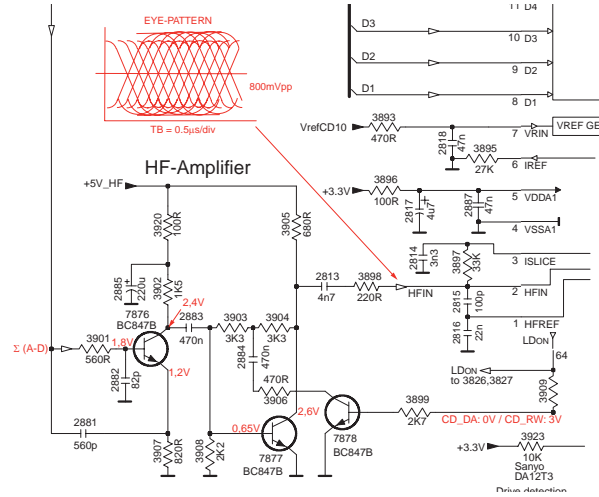 EYE-PATTERN
800mVpp
TB = 0.5µs/div
HF-Amplifier
+5V_HF
3920
100R
3905
680R
2885
220u
3902
1K5
2,4V
7876
BC847B
2883
470n
3903
3K3
3904
3K3
Σ (A-D)
3901
560R
1,8V
2882
82p
1,2V
2884
470n
470R
3906
2881
560p
3907
820R
3908
2K2
0,65V
7877
BC847B
2,6V
7878
BC847B
3899
2K7
2813
4n7
3898
220R
HFIN
D4
11 D4
D3
10 D3
D2
9 D2
D1
8 D1
VrefCD10
3893
470R
2818
47n
7 VRIN
VREF GE
3895
27K
6 IREF
+3.3V
3896
100R
2817
4u7
2887
47n
5 VDDA1
4 VSSA1
2814
3n3
3897
33K
3 ISLICE
2 HFIN
2815
100p
2816
22n
1 HFREF
LDON
64
LDON
to 3826,3827
3909
CD_DA: 0V / CD_RW: 3V
+3.3V
3923
10K
Sanyo
DA12T3
Drive detection